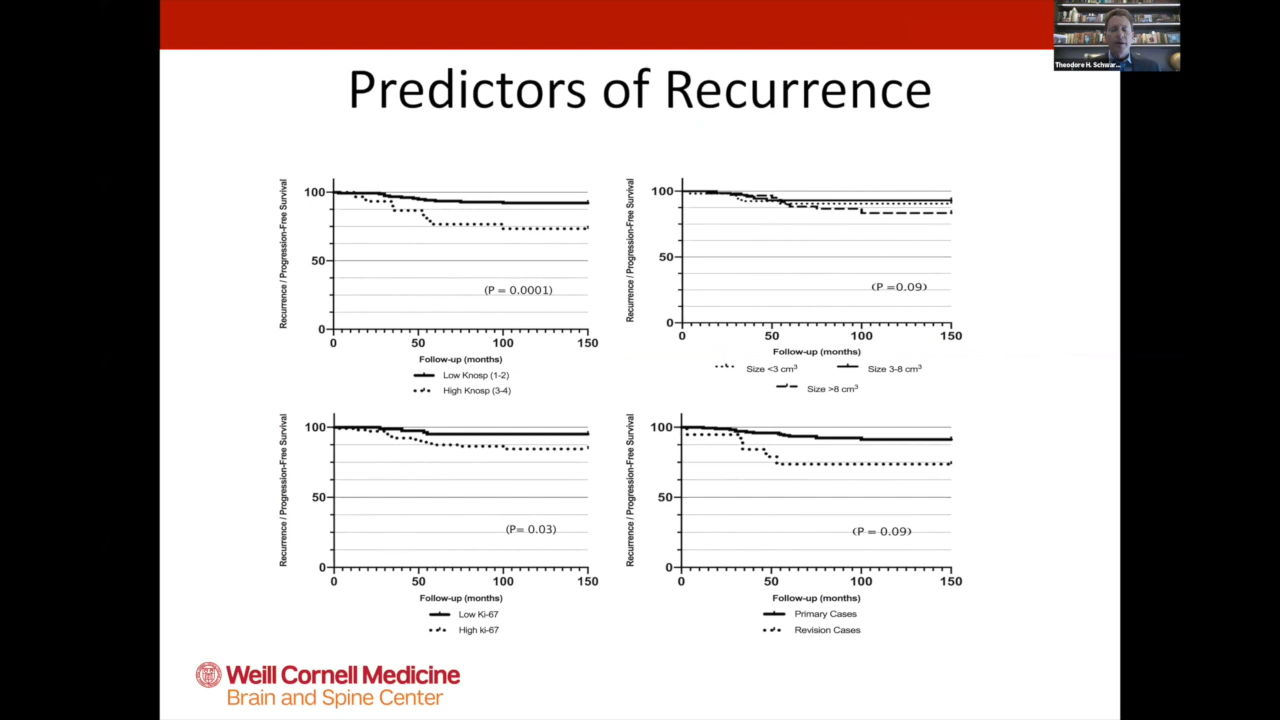 Theodore H. Schwar...
Predictors of Recurrence
Recurrence / Progression-Free Survival
100
50
0
0 50 100 150
(P = 0.0001)
Follow-up (months)
Low Knosp (1-2)
High Knosp (3-4)
Recurrence / Progression-Free Survival
100
50
0
0 50 100 150
(P =0.09)
Follow-up (months)
Size <3 cm³ Size 3-8 cm³
Size >8 cm³
Recurrence / Progression-Free Survival
100
50
0
0 50 100 150
(P= 0.03)
Follow-up (months)
Low Ki-67
High ki-67
Recurrence / Progression-Free Survival
100
50
0
0 50 100 150
(P = 0.09)
Follow-up (months)
Primary Cases
Revision Cases
Weill Cornell Medicine
Brain and Spine Center